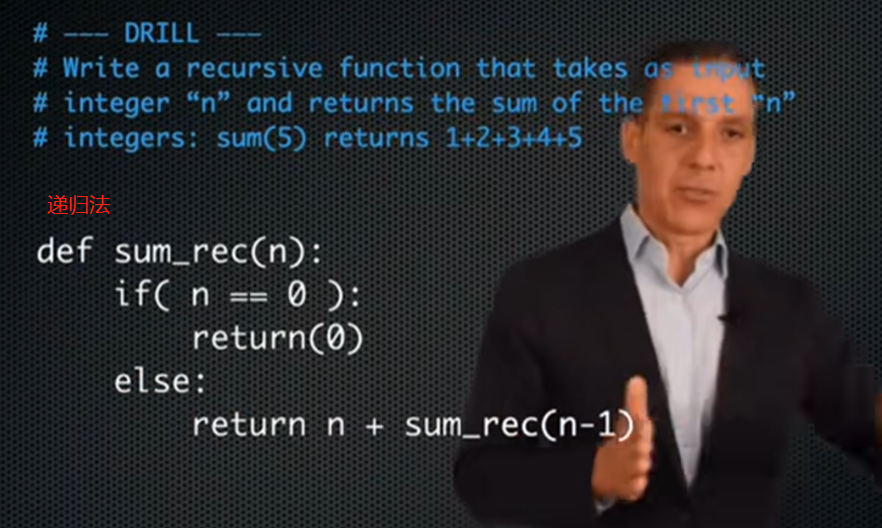 # ——— DRILL ———
# Write a recursive function that takes as input
# integer “n” and returns the sum of the first “n”
# integers: sum(5) returns 1+2+3+4+5
递归法
def sum_rec(n):
    if( n == 0 ):
        return(0)
    else:
        return n + sum_rec(n-1)